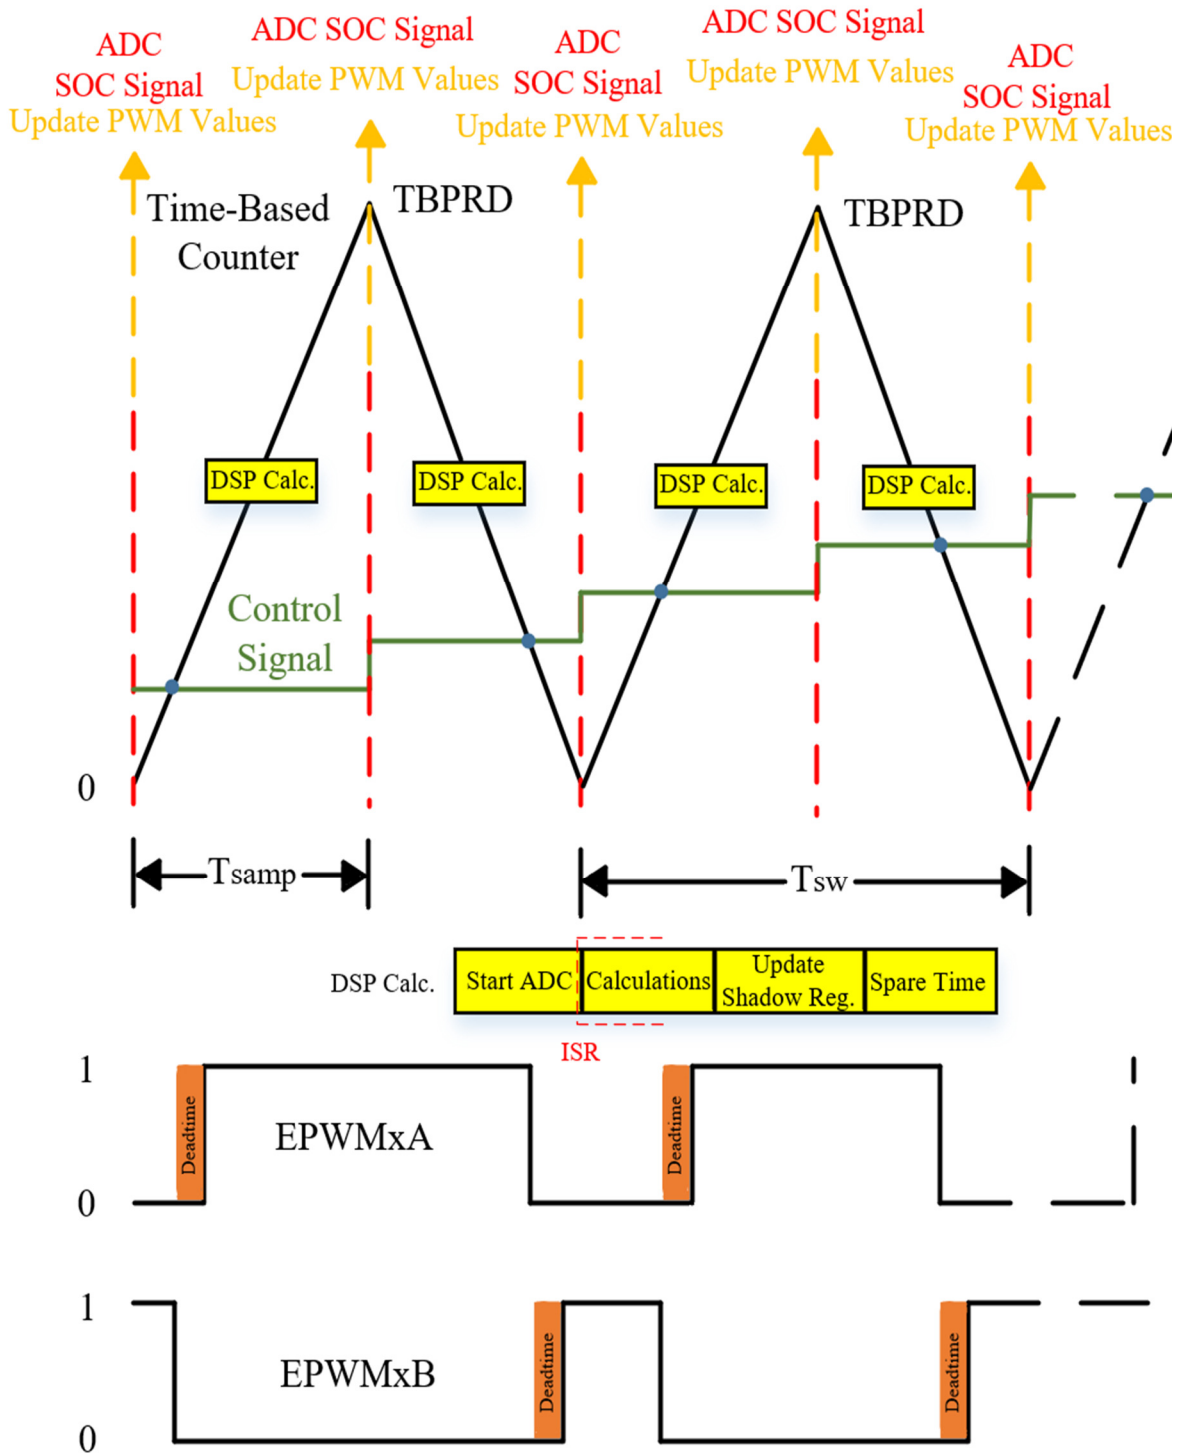 ADC
SOC Signal
Update PWM Values
ADC SOC Signal
Update PWM Values
ADC
SOC Signal
Update PWM Values
ADC SOC Signal
Update PWM Values
ADC
SOC Signal
Update PWM Values
Time-Based
Counter
TBPRD
TBPRD
DSP Calc.
DSP Calc.
DSP Calc.
DSP Calc.
Control
Signal
0
Tsamp
Tsw
DSP Calc.
Start ADC
Calculations
Update
Shadow Reg.
Spare Time
ISR
1
Deadtime
EPWMxA
Deadtime
0
1
EPWMxB
Deadtime
Deadtime
0